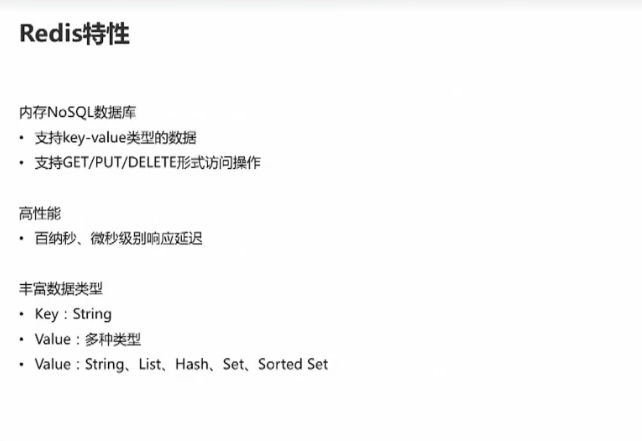 Redis特性
内存NoSQL数据库
• 支持key-value类型的数据
• 支持GET/PUT/DELETE形式访问操作
高性能
• 百纳秒、微秒级别响应延迟
丰富数据类型
• Key：String
• Value：多种类型
• Value：String、List、Hash、Set、Sorted Set